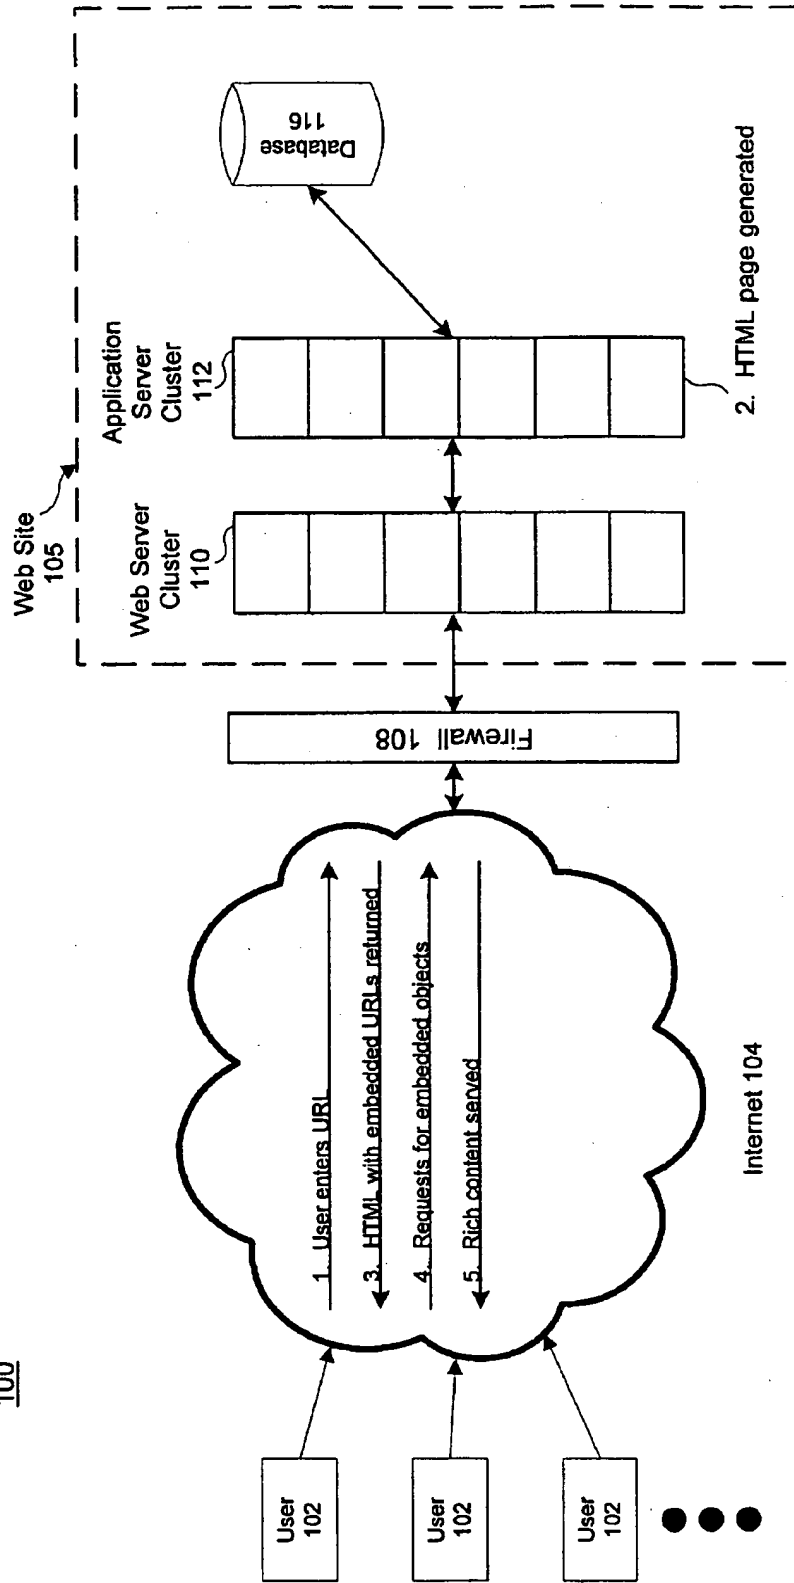 100
Web Site
105
Application
Server
Cluster
112
Web Server
Cluster
110
Database
116
Firewall 108
1. User enters URL
3. HTML with embedded URLs returned
4. Requests for embedded objects
5. Rich content served
2. HTML page generated
Internet 104
User
102
User
102
User
102